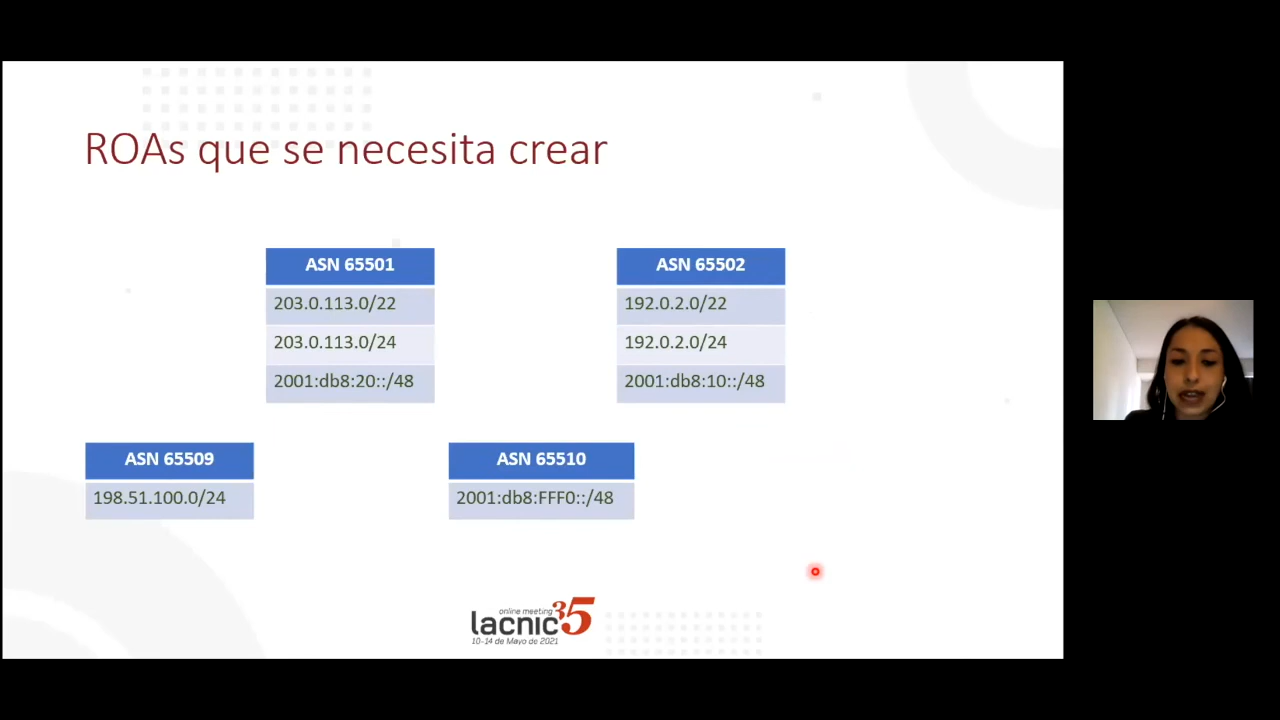 ROAs que se necesita crear
ASN 65501
203.0.113.0/22
203.0.113.0/24
2001:db8:20::/48
ASN 65502
192.0.2.0/22
192.0.2.0/24
2001:db8:10::/48
ASN 65509
198.51.100.0/24
ASN 65510
2001:db8:FFF0::/48
online meeting
lacnic35
10-14 de Mayo de 2021